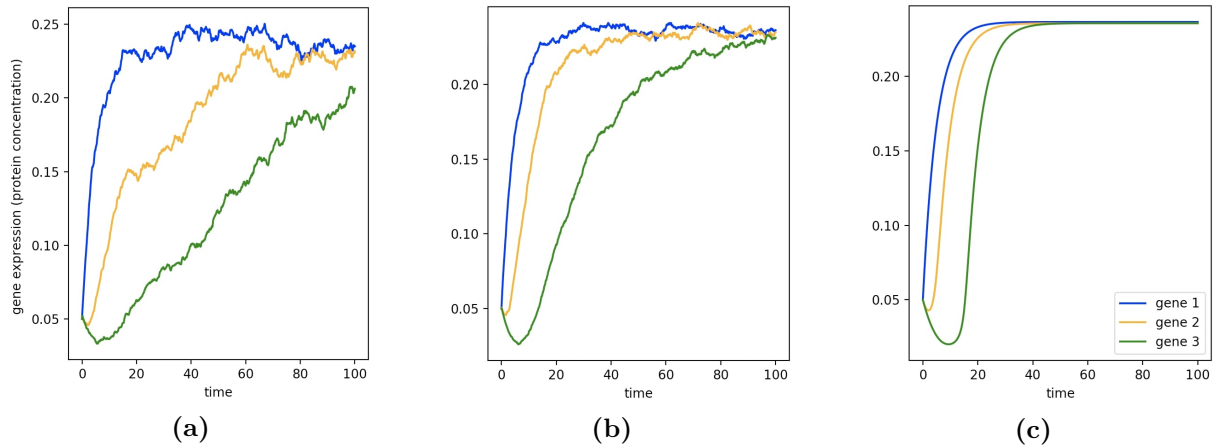 gene expression (protein concentration)
0.25
0.20
0.15
0.10
0.05
0 20 40 60 80 100
time
(a)
0.20
0.15
0.10
0.05
0 20 40 60 80 100
time
(b)
0.20
0.15
0.10
0.05
gene 1
gene 2
gene 3
0 20 40 60 80 100
time
(c)